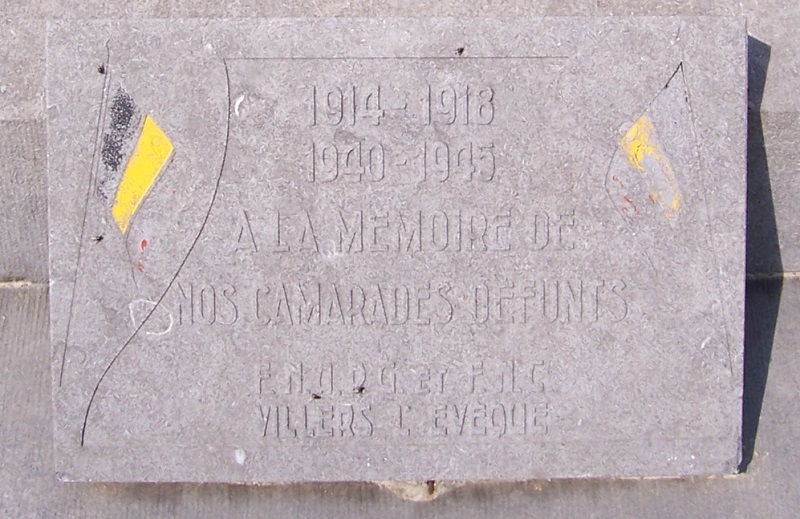 1914 - 1918
1940 - 1945
A LA MEMOIRE DE
NOS CAMARADES DEFUNTS
ET F.N.C.
VILLERS L'EVEQUE